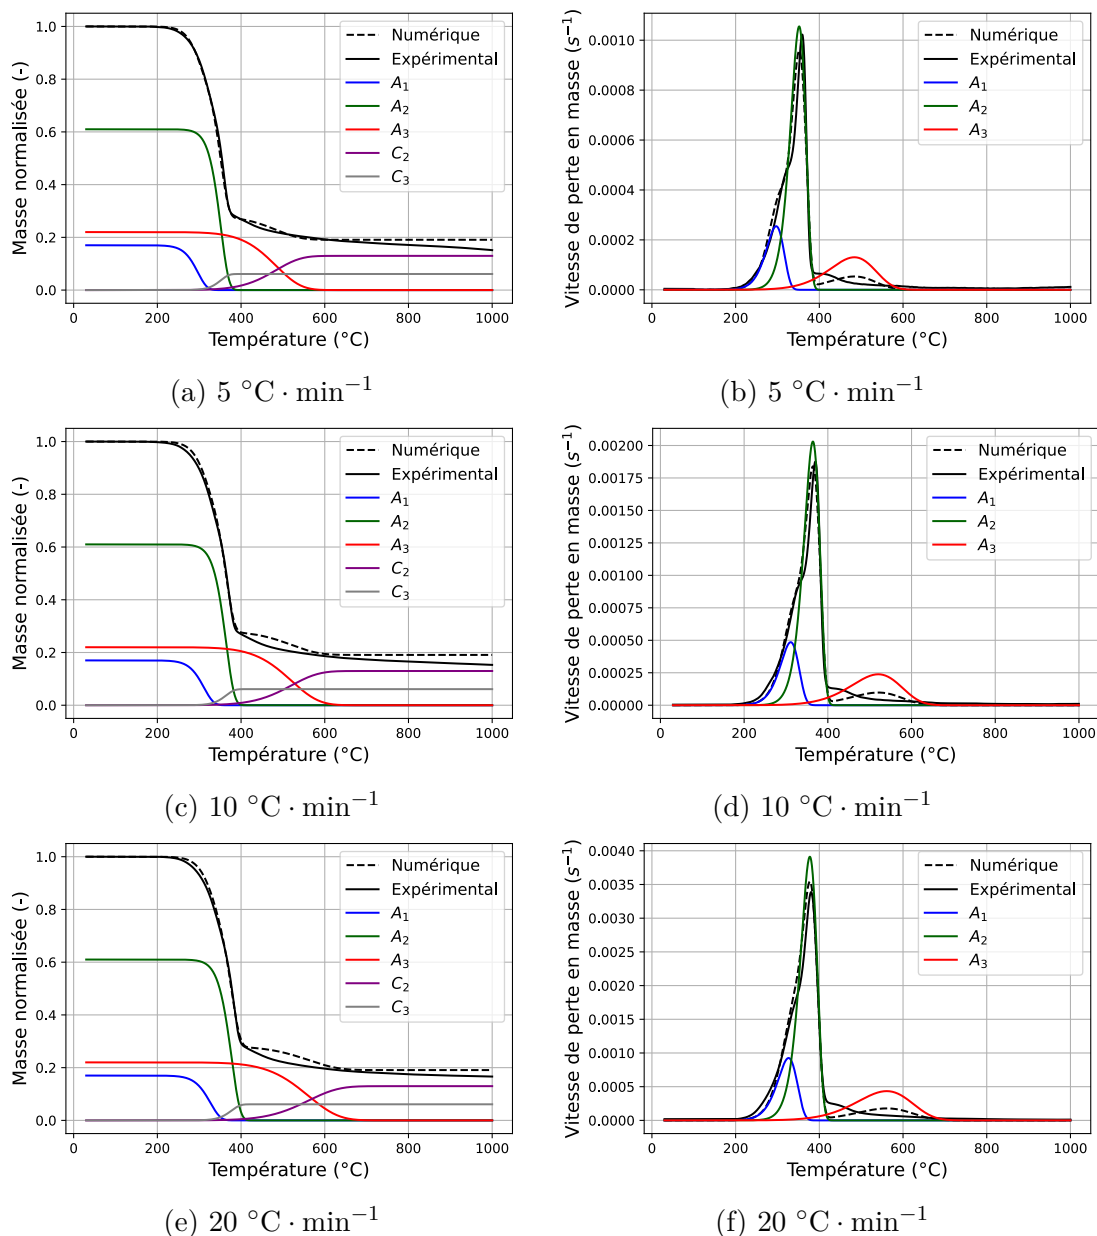 Masse normalisée (-)
1.0
0.8
0.6
0.4
0.2
0.0
0 200 400 600 800 1000
Température (°C)
Numérique
Expérimental
A₁
A₂
A₃
C₂
C₃
(a) 5 °C · min⁻¹
Vitesse de perte en masse (s⁻¹)
0.0010
0.0008
0.0006
0.0004
0.0002
0.0000
0 200 400 600 800 1000
Température (°C)
Numérique
Expérimental
A₁
A₂
A₃
(b) 5 °C · min⁻¹
Masse normalisée (-)
1.0
0.8
0.6
0.4
0.2
0.0
0 200 400 600 800 1000
Température (°C)
Numérique
Expérimental
A₁
A₂
A₃
C₂
C₃
(c) 10 °C · min⁻¹
Vitesse de perte en masse (s⁻¹)
0.00200
0.00175
0.00150
0.00125
0.00100
0.00075
0.00050
0.00025
0.00000
0 200 400 600 800 1000
Température (°C)
Numérique
Expérimental
A₁
A₂
A₃
(d) 10 °C · min⁻¹
Masse normalisée (-)
1.0
0.8
0.6
0.4
0.2
0.0
0 200 400 600 800 1000
Température (°C)
Numérique
Expérimental
A₁
A₂
A₃
C₂
C₃
(e) 20 °C · min⁻¹
Vitesse de perte en masse (s⁻¹)
0.0040
0.0035
0.0030
0.0025
0.0020
0.0015
0.0010
0.0005
0.0000
0 200 400 600 800 1000
Température (°C)
Numérique
Expérimental
A₁
A₂
A₃
(f) 20 °C · min⁻¹